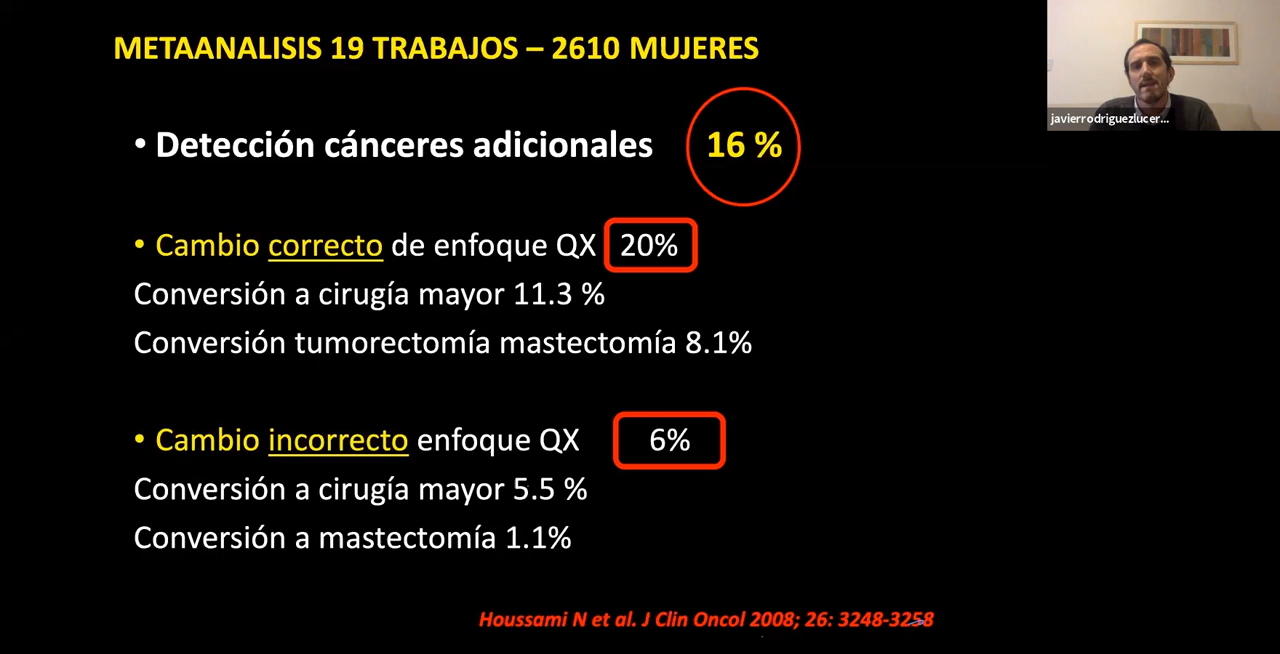 METAANALISIS 19 TRABAJOS – 2610 MUJERES
javierrodriguezlucer...
• Detección cánceres adicionales 16 %
• Cambio correcto de enfoque QX 20%
Conversión a cirugía mayor 11.3 %
Conversión tumorectomía mastectomía 8.1%
• Cambio incorrecto enfoque QX 6%
Conversión a cirugía mayor 5.5 %
Conversión a mastectomía 1.1%
Houssami N et al. J Clin Oncol 2008; 26: 3248-3258